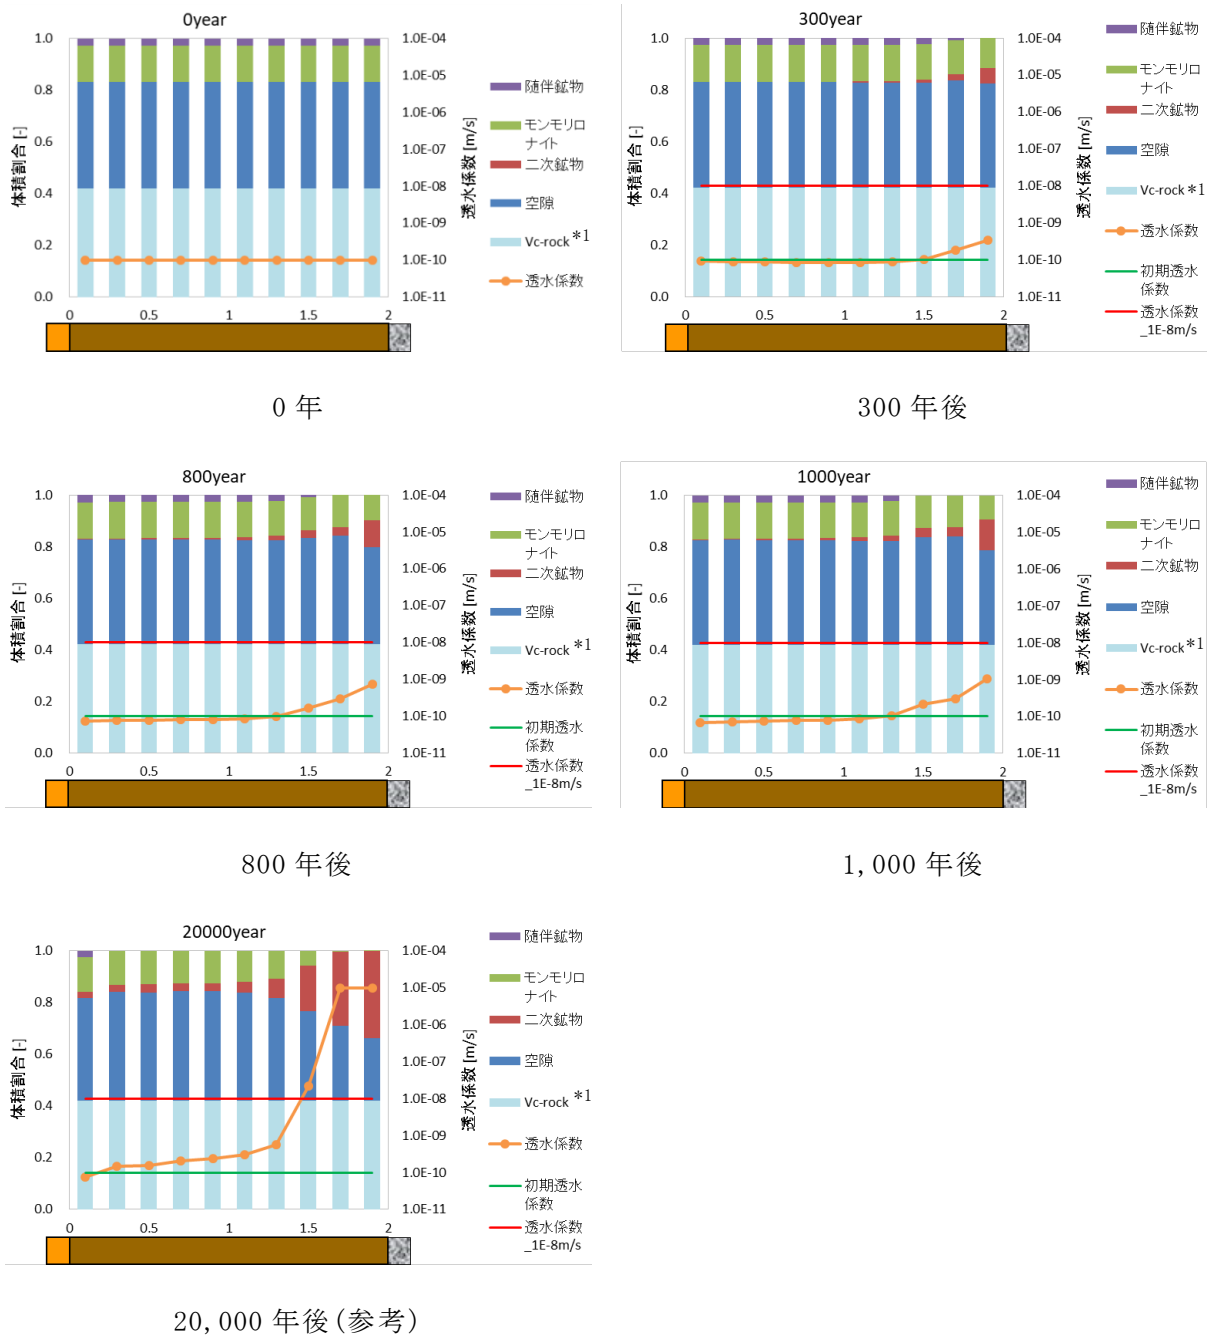 0year
1.0
0.8
0.6
0.4
0.2
0.0
体積割合 [-]
1.0E-04
1.0E-05
1.0E-06
1.0E-07
1.0E-08
1.0E-09
1.0E-10
1.0E-11
透水係数 [m/s]
0 0.5 1 1.5 2
随伴鉱物
モンモリロ
ナイト
二次鉱物
空隙
Vc-rock *1
透水係数
0 年
300year
1.0
0.8
0.6
0.4
0.2
0.0
体積割合 [-]
1.0E-04
1.0E-05
1.0E-06
1.0E-07
1.0E-08
1.0E-09
1.0E-10
1.0E-11
透水係数 [m/s]
0 0.5 1 1.5 2
随伴鉱物
モンモリロ
ナイト
二次鉱物
空隙
Vc-rock *1
透水係数
初期透水
係数
透水係数
_1E-8m/s
300 年後
800year
1.0
0.8
0.6
0.4
0.2
0.0
体積割合 [-]
1.0E-04
1.0E-05
1.0E-06
1.0E-07
1.0E-08
1.0E-09
1.0E-10
1.0E-11
透水係数 [m/s]
0 0.5 1 1.5 2
随伴鉱物
モンモリロ
ナイト
二次鉱物
空隙
Vc-rock *1
透水係数
初期透水
係数
透水係数
_1E-8m/s
800 年後
1000year
1.0
0.8
0.6
0.4
0.2
0.0
体積割合 [-]
1.0E-04
1.0E-05
1.0E-06
1.0E-07
1.0E-08
1.0E-09
1.0E-10
1.0E-11
透水係数 [m/s]
0 0.5 1 1.5 2
随伴鉱物
モンモリロ
ナイト
二次鉱物
空隙
Vc-rock *1
透水係数
初期透水
係数
透水係数
_1E-8m/s
1,000 年後
20000year
1.0
0.8
0.6
0.4
0.2
0.0
体積割合 [-]
1.0E-04
1.0E-05
1.0E-06
1.0E-07
1.0E-08
1.0E-09
1.0E-10
1.0E-11
透水係数 [m/s]
0 0.5 1 1.5 2
随伴鉱物
モンモリロ
ナイト
二次鉱物
空隙
Vc-rock *1
透水係数
初期透水
係数
透水係数
_1E-8m/s
20,000 年後(参考)